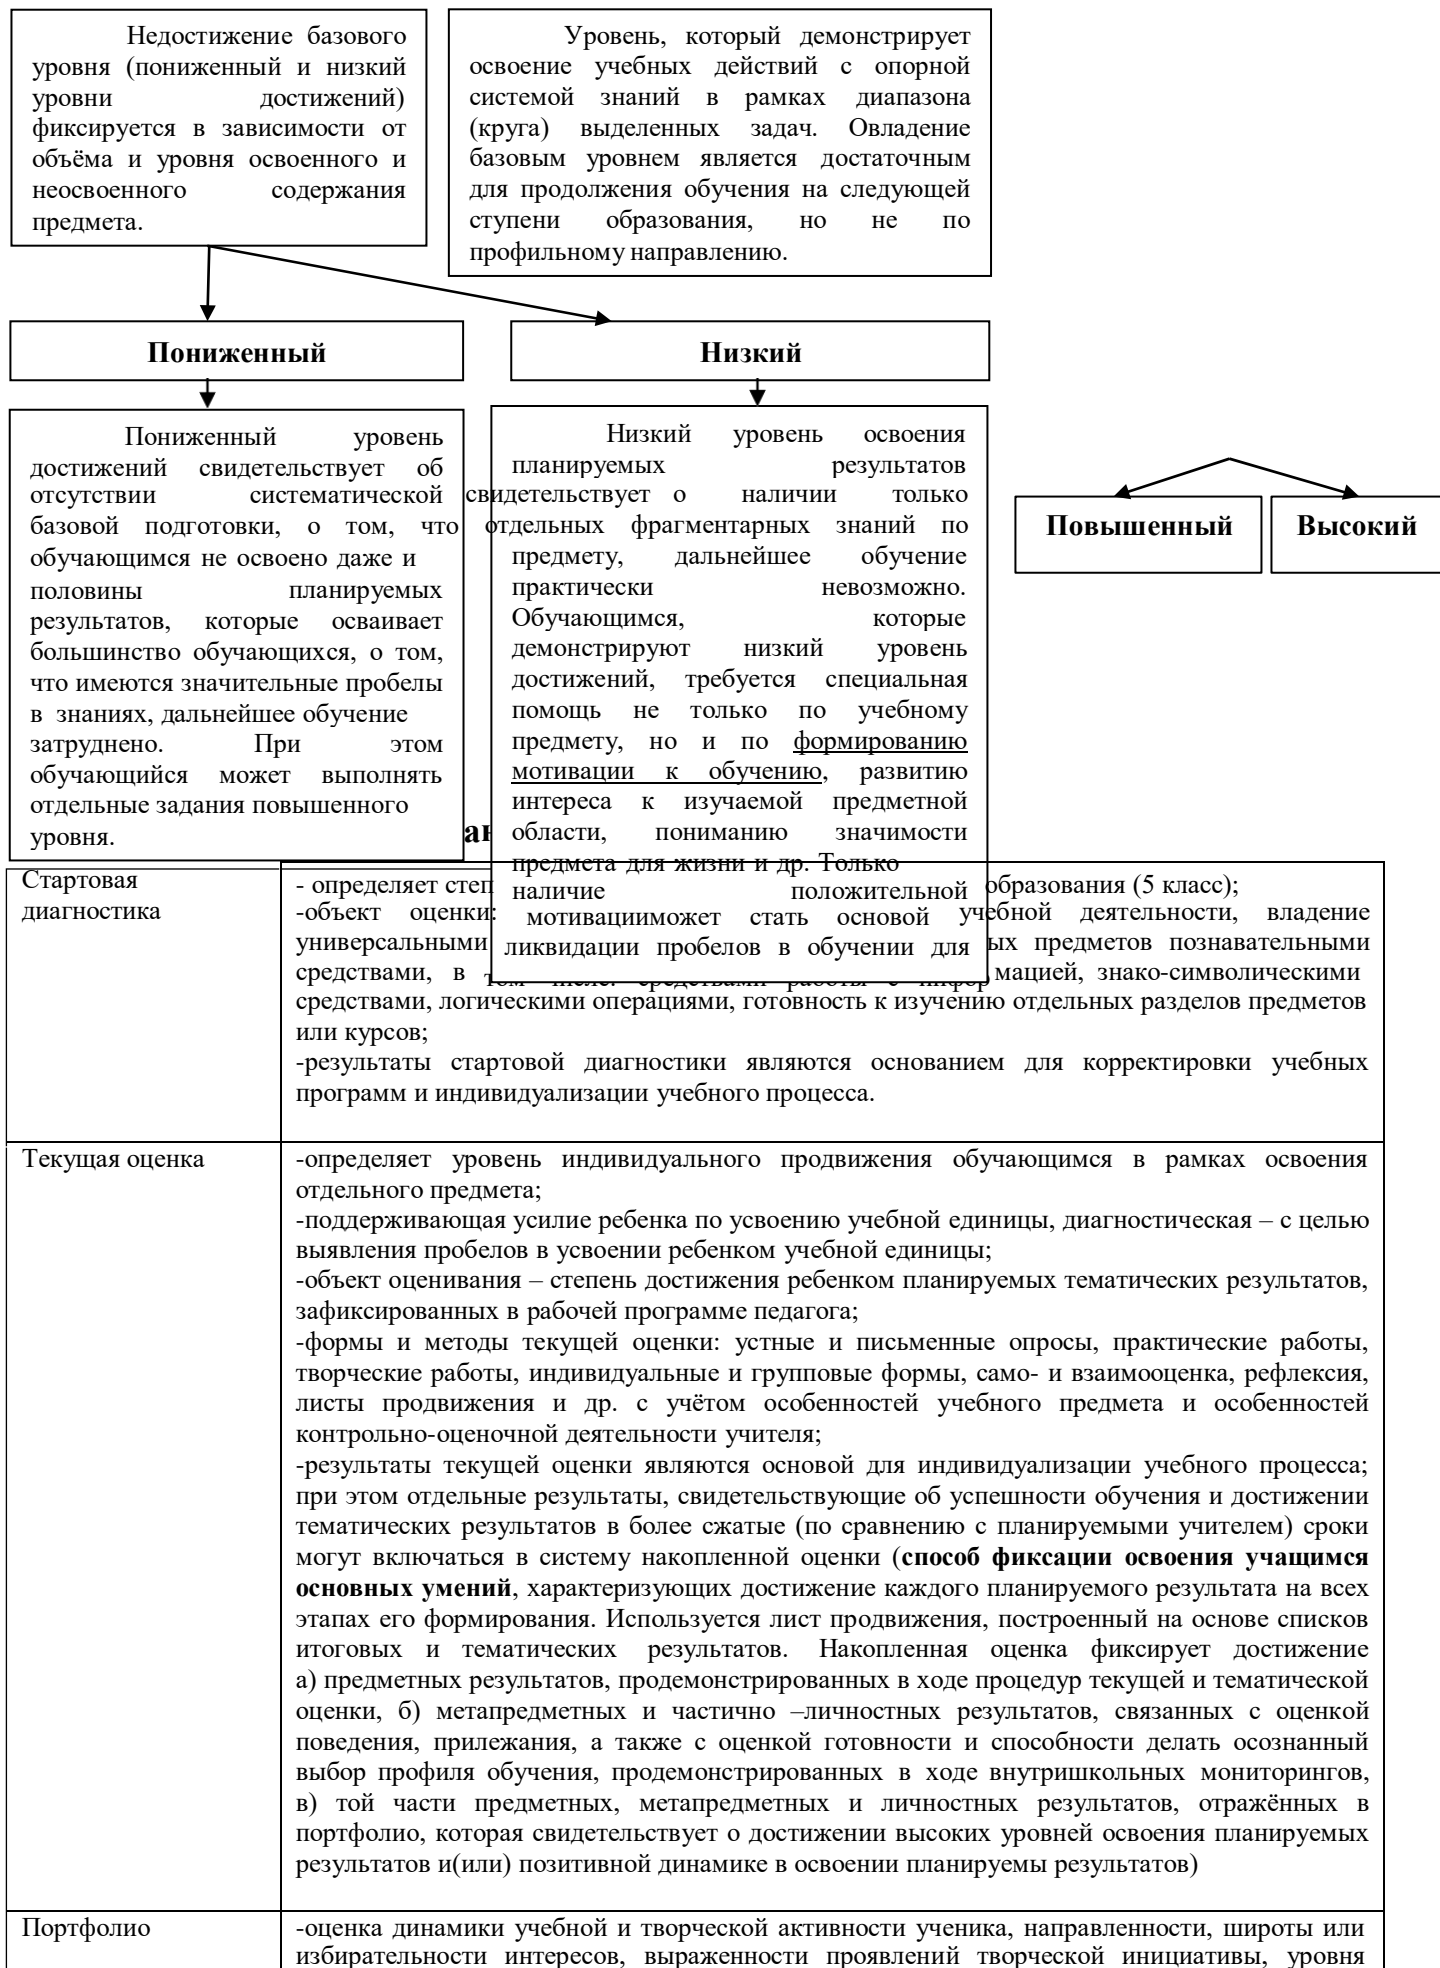 Недостижение базового
уровня (пониженный и низкий
уровни достижений)
фиксируется в зависимости от
объёма и уровня освоенного и
неосвоенного содержания
предмета.
Уровень, который демонстрирует
освоение учебных действий с опорной
системой знаний в рамках диапазона
(круга) выделенных задач. Овладение
базовым уровнем является достаточным
для продолжения обучения на следующей
ступени образования, но не по
профильному направлению.
Пониженный
Низкий
Пониженный уровень
достижений свидетельствует об
отсутствии систематической
базовой подготовки, о том, что
обучающимся не освоено даже и
половины планируемых
результатов, которые осваивает
большинство обучающихся, о том,
что имеются значительные пробелы
в знаниях, дальнейшее обучение
затруднено. При этом
обучающийся может выполнять
отдельные задания повышенного
уровня.
Низкий уровень освоения
планируемых результатов
свидетельствует о наличии только
отдельных фрагментарных знаний по
предмету, дальнейшее обучение
практически невозможно.
Обучающимся, которые
демонстрируют низкий уровень
достижений, требуется специальная
помощь не только по учебному
предмету, но и по формированию
мотивации к обучению, развитию
интереса к изучаемой предметной
области, пониманию значимости
предмета для жизни и др. Только
наличие положительной
мотивацииможет стать основой
ликвидации пробелов в обучении для
Повышенный
Высокий
Стартовая
диагностика
- определяет образования (5 класс);
-объект оценки: учебной деятельности, владение
универсальными предметов познавательными
средствами, в том числе: средствами работы с информацией, знако-символическими
средствами, логическими операциями, готовность к изучению отдельных разделов предметов
или курсов;
-результаты стартовой диагностики являются основанием для корректировки учебных
программ и индивидуализации учебного процесса.
Текущая оценка
-определяет уровень индивидуального продвижения обучающимся в рамках освоения
отдельного предмета;
-поддерживающая усилие ребенка по усвоению учебной единицы, диагностическая – с целью
выявления пробелов в усвоении ребенком учебной единицы;
-объект оценивания – степень достижения ребенком планируемых тематических результатов,
зафиксированных в рабочей программе педагога;
-формы и методы текущей оценки: устные и письменные опросы, практические работы,
творческие работы, индивидуальные и групповые формы, само- и взаимооценка, рефлексия,
листы продвижения и др. с учётом особенностей учебного предмета и особенностей
контрольно-оценочной деятельности учителя;
-результаты текущей оценки являются основой для индивидуализации учебного процесса;
при этом отдельные результаты, свидетельствующие об успешности обучения и достижении
тематических результатов в более сжатые (по сравнению с планируемыми учителем) сроки
могут включаться в систему накопленной оценки (способ фиксации освоения учащимся
основных умений, характеризующих достижение каждого планируемого результата на всех
этапах его формирования. Используется лист продвижения, построенный на основе списков
итоговых и тематических результатов. Накопленная оценка фиксирует достижение
а) предметных результатов, продемонстрированных в ходе процедур текущей и тематической
оценки, б) метапредметных и частично –личностных результатов, связанных с оценкой
поведения, прилежания, а также с оценкой готовности и способности делать осознанный
выбор профиля обучения, продемонстрированных в ходе внутришкольных мониторингов,
в) той части предметных, метапредметных и личностных результатов, отражённых в
портфолио, которая свидетельствует о достижении высоких уровней освоения планируемых
результатов и(или) позитивной динамике в освоении планируемы результатов)
Портфолио
-оценка динамики учебной и творческой активности ученика, направленности, широты или
избирательности интересов, выраженности проявлений творческой инициативы, уровня